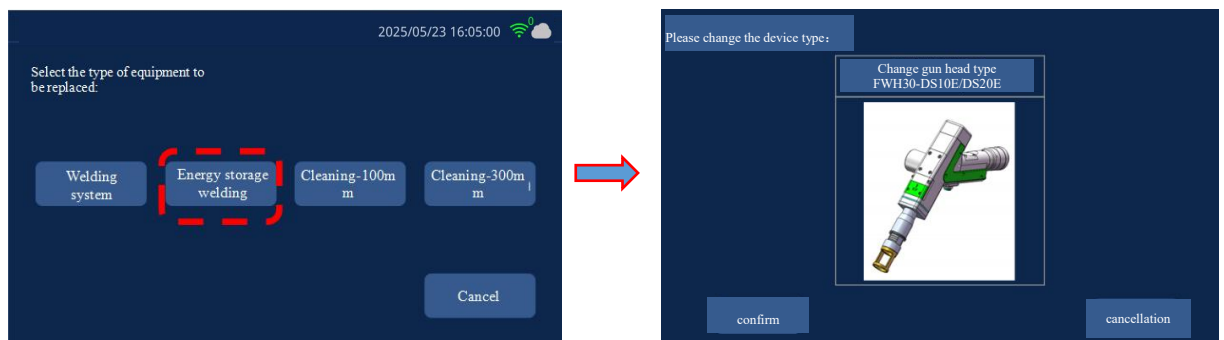 2025/05/23 16:05:00
0
Select the type of equipment to
be replaced:
Welding
system
Energy storage
welding
Cleaning-100m
m
Cleaning-300m
m
Cancel
Please change the device type：
Change gun head type
FWH30-DS10E/DS20E
confirm
cancellation